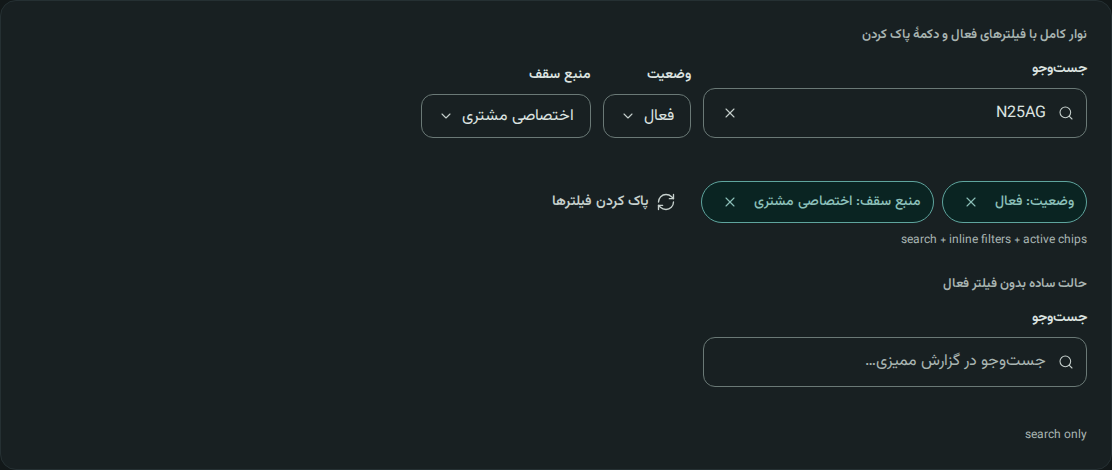 نوار کامل با فیلترهای فعال و دکمهٔ پاک کردن
جست‌وجو
وضعیت
منبع سقف
N25AG
فعال
اختصاصی مشتری
وضعیت: فعال
منبع سقف: اختصاصی مشتری
پاک کردن فیلترها
search + inline filters + active chips
حالت ساده بدون فیلتر فعال
جست‌وجو
جست‌وجو در گزارش ممیزی...
search only